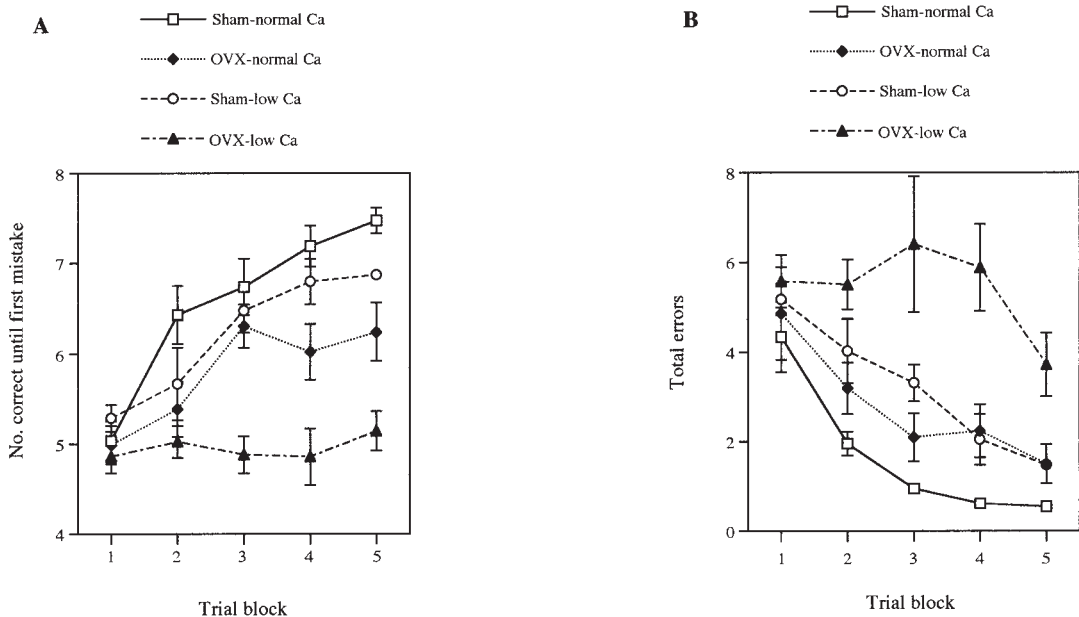 A
Sham-normal Ca
OVX-normal Ca
Sham-low Ca
OVX-low Ca
No. correct until first mistake
8
7
6
5
4
1 2 3 4 5
Trial block
B
Sham-normal Ca
OVX-normal Ca
Sham-low Ca
OVX-low Ca
Total errors
8
6
4
2
0
1 2 3 4 5
Trial block